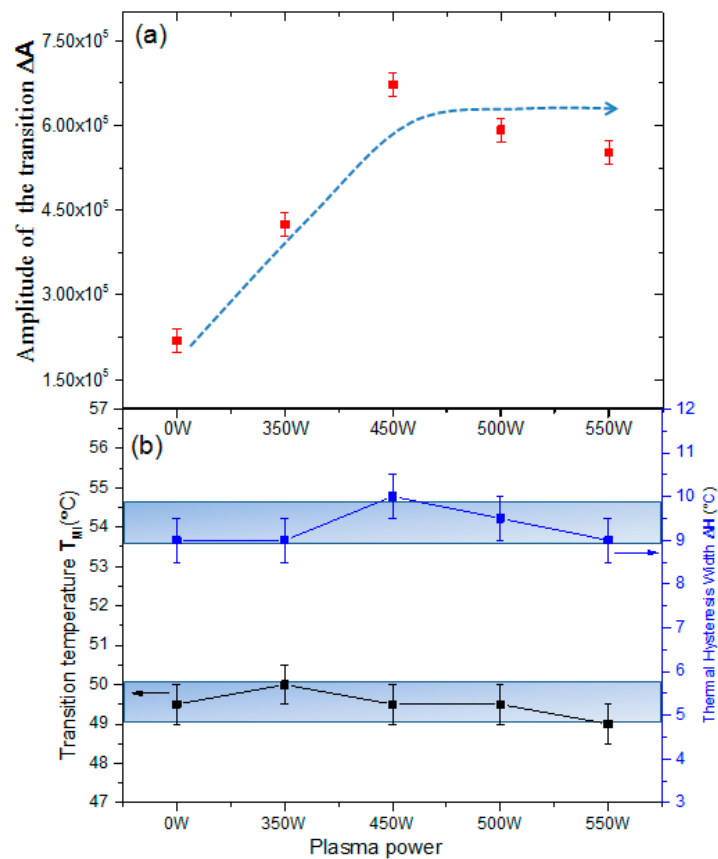 (a)
Amplitude of the transition ΔA
7.50x10⁵
6.00x10⁵
4.50x10⁵
3.00x10⁵
1.50x10⁵
0W 350W 450W 500W 550W
(b)
Transition temperature T_MI (ºC)
57
56
55
54
53
52
51
50
49
48
47
12
11
10
9
8
7
6
5
4
3
Thermal Hysteresis Width ΔH (°C)
0W 350W 450W 500W 550W
Plasma power